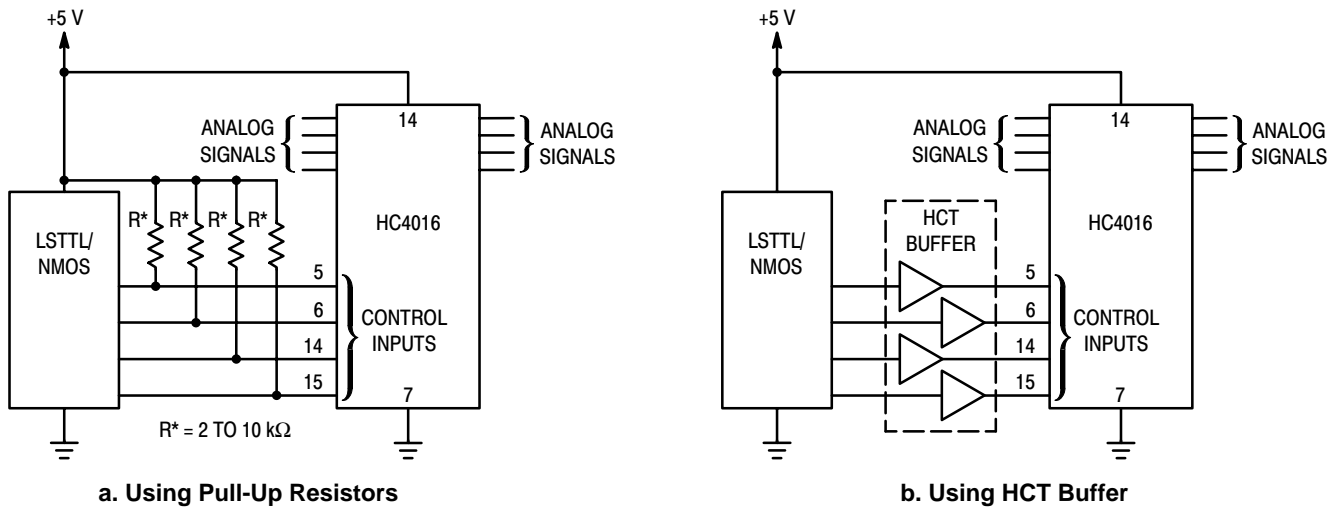 +5 V
14
ANALOG
SIGNALS
ANALOG
SIGNALS
R* R* R* R*
HC4016
LSTTL/
NMOS
5
6
14
15
CONTROL
INPUTS
7
R* = 2 TO 10 kΩ
a. Using Pull-Up Resistors
+5 V
14
ANALOG
SIGNALS
ANALOG
SIGNALS
HCT
BUFFER
HC4016
LSTTL/
NMOS
5
6
14
15
CONTROL
INPUTS
7
b. Using HCT Buffer